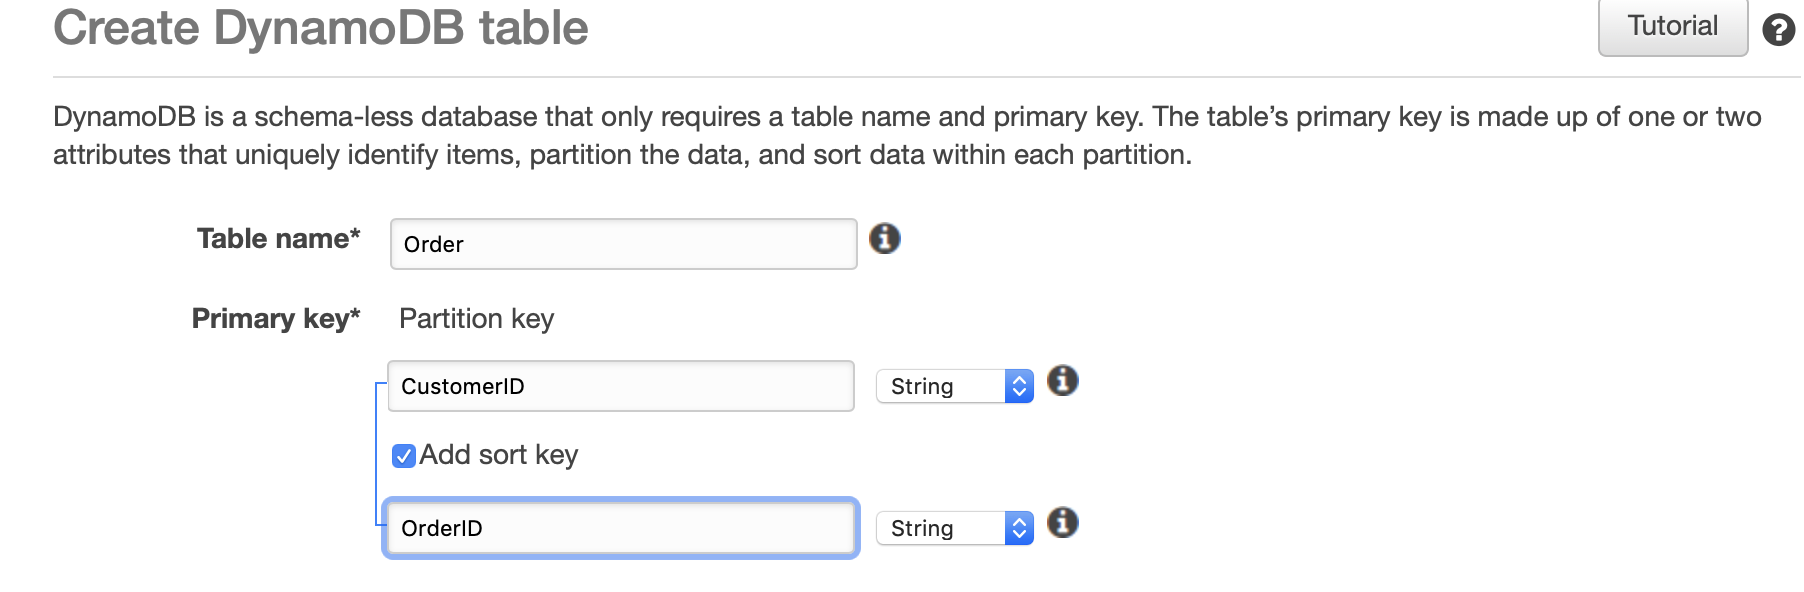 Create DynamoDB table
Tutorial
DynamoDB is a schema-less database that only requires a table name and primary key. The table’s primary key is made up of one or two
attributes that uniquely identify items, partition the data, and sort data within each partition.
Table name* Order
Primary key* Partition key
CustomerID String
Add sort key
OrderID String